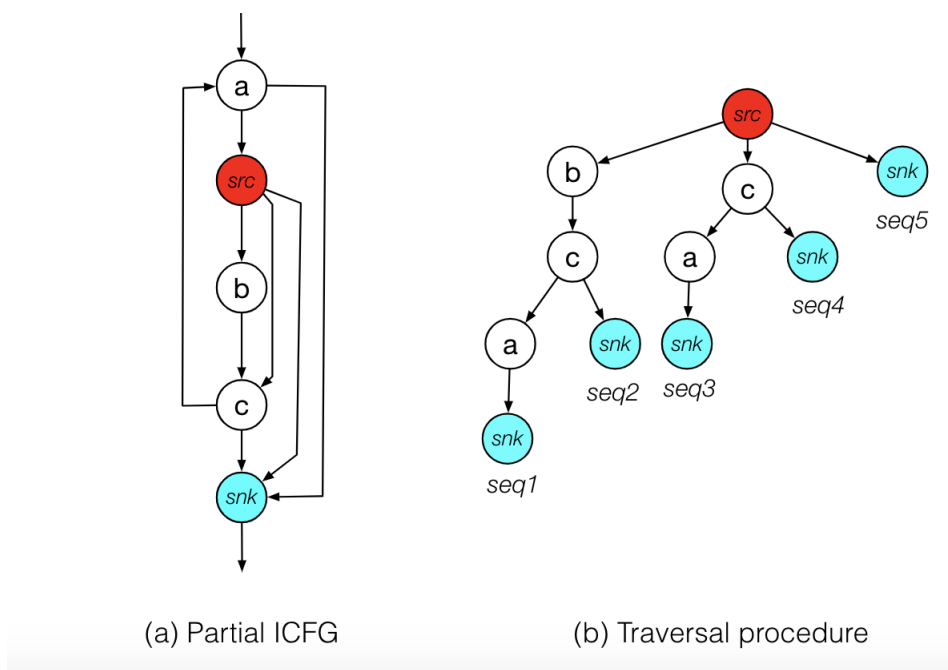 a
src
b
c
snk
(a) Partial ICFG
src
b
c
snk
seq5
c
a
snk
seq4
a
snk
seq2
snk
seq3
snk
seq1
(b) Traversal procedure